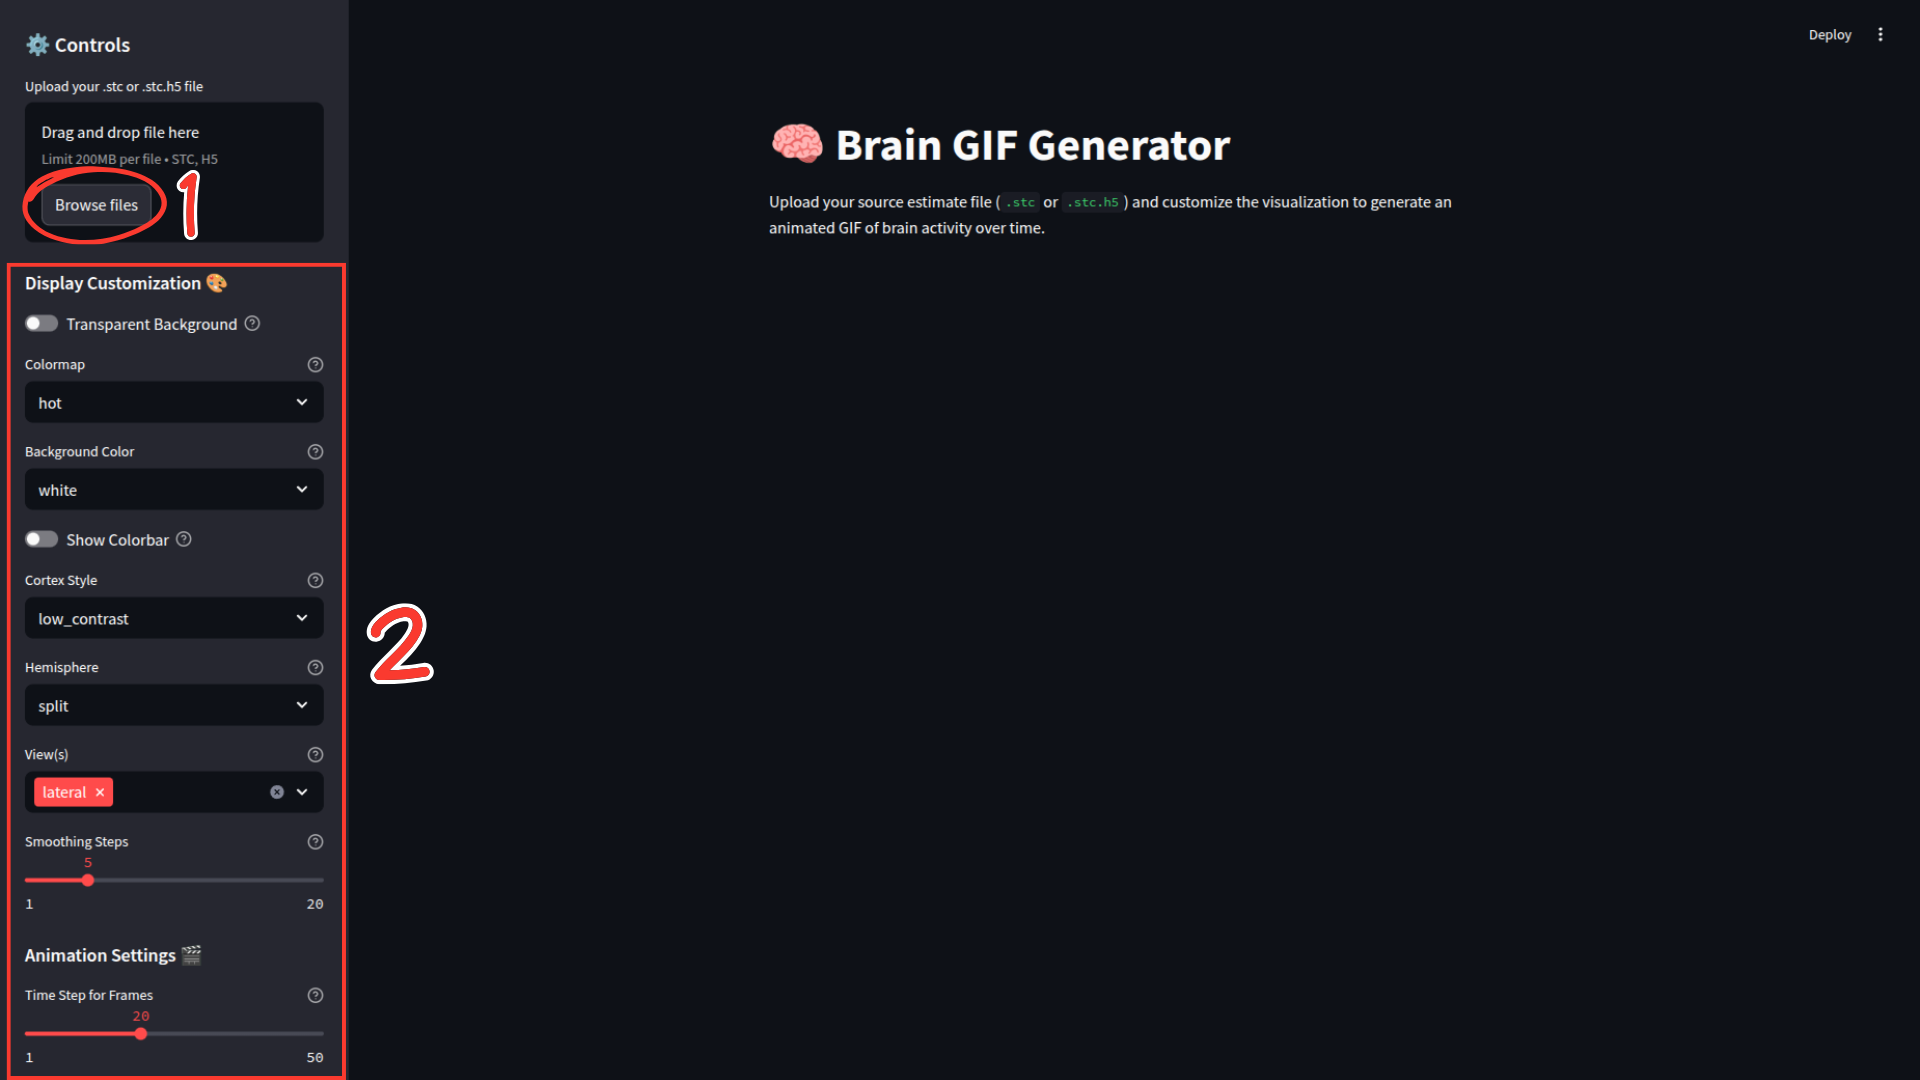 Controls
Upload your .stc or .stc.h5 file
Drag and drop file here
Limit 200MB per file • STC, H5
Browse files
1
Display Customization
Transparent Background
Colormap
hot
Background Color
white
Show Colorbar
Cortex Style
low_contrast
Hemisphere
split
View(s)
lateral
Smoothing Steps
5
1 20
Animation Settings
Time Step for Frames
20
1 50
2
Deploy
Brain GIF Generator
Upload your source estimate file ( .stc or .stc.h5 ) and customize the visualization to generate an
animated GIF of brain activity over time.